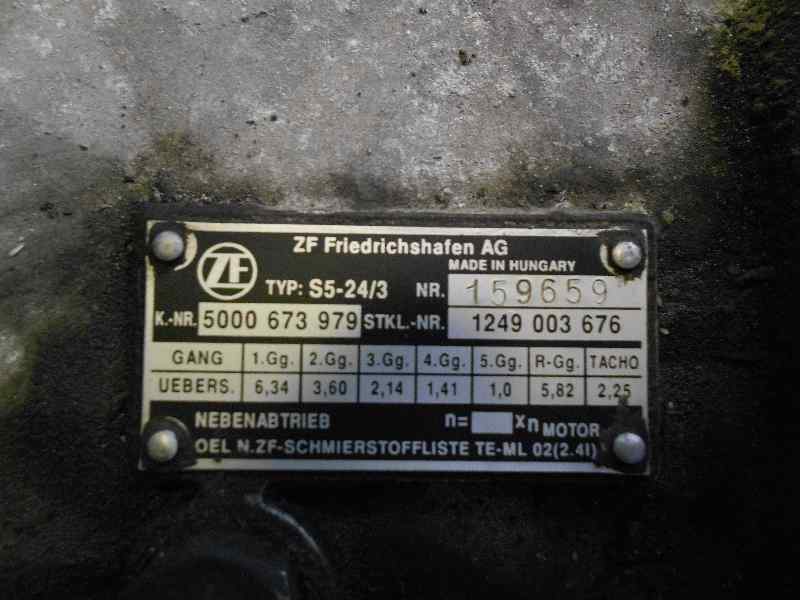 ZF Friedrichshafen AG
MADE IN HUNGARY
ZF TYP: S5-24/3 NR. 159659
K.-NR. 5000 673 979 STKL.-NR. 1249 003 676
GANG 1.Gg. 2.Gg. 3.Gg. 4.Gg. 5.Gg. R-Gg. TACHO
UEBERS. 6,34 3,60 2,14 1,41 1,0 5,82 2,25
NEBENABTRIEB n= xn MOTOR
OEL N.ZF-SCHMIERSTOFFLISTE TE-ML 02(2.4l)